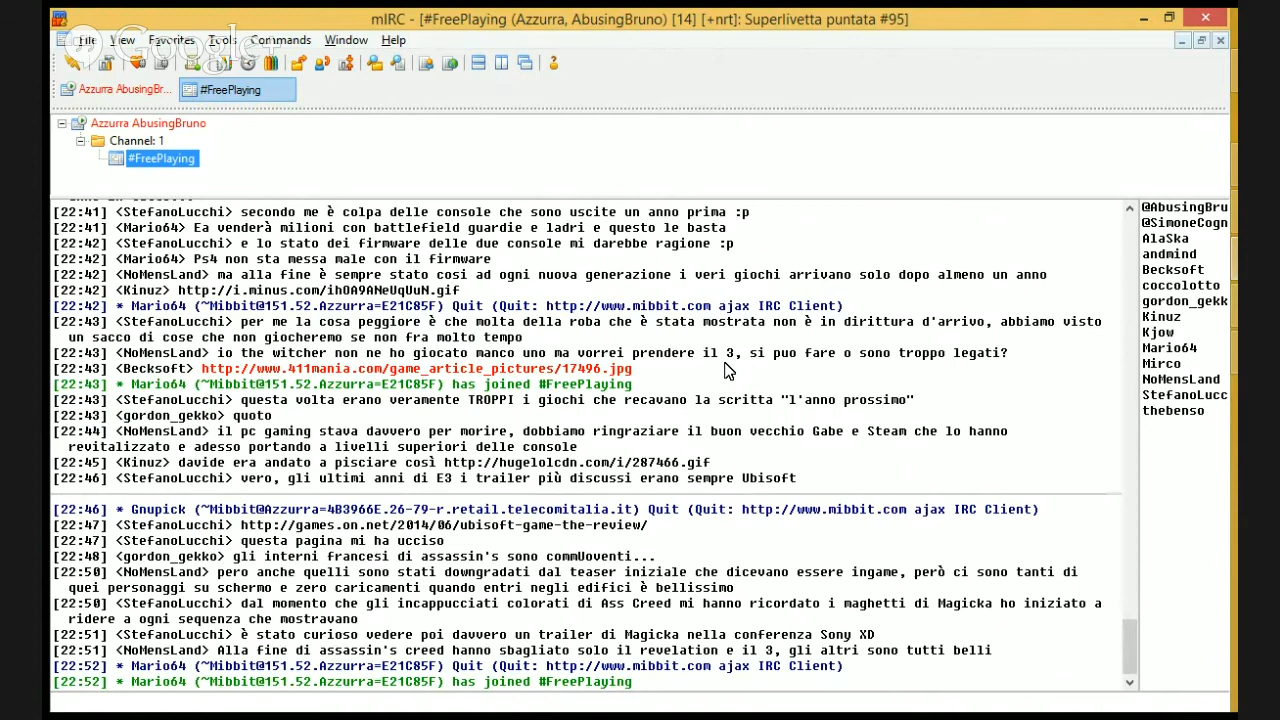 mIRC - [#FreePlaying (Azzurra, AbusingBruno) [14] [+nrt]: Superlivetta puntata #95]
File View Favorites Tools Commands Window Help
Google+
Azzurra AbusingBr... #FreePlaying
Azzurra AbusingBruno
Channel: 1
#FreePlaying
[22:41] <StefanoLucchi> secondo me è colpa delle console che sono uscite un anno prima :p
[22:41] <Mario64> Ea venderà milioni con battlefield guardie e ladri e questo le basta
[22:42] <StefanoLucchi> e lo stato dei firmware delle due console mi darebbe ragione :p
[22:42] <Mario64> Ps4 non sta messa male con il firmware
[22:42] <NoMensLand> ma alla fine è sempre stato cosi ad ogni nuova generazione i veri giochi arrivano solo dopo almeno un anno
[22:42] <Kinuz> http://i.minus.com/ihOA9ANeUqUuN.gif
[22:42] * Mario64 (~Mibbit@151.52.Azzurra=E21C85F) Quit (Quit: http://www.mibbit.com ajax IRC Client)
[22:43] <StefanoLucchi> per me la cosa peggiore è che molta della roba che è stata mostrata non è in dirittura d'arrivo, abbiamo visto
un sacco di cose che non giocheremo se non fra molto tempo
[22:43] <NoMensLand> io the witcher non ne ho giocato manco uno ma vorrei prendere il 3, si puo fare o sono troppo legati?
[22:43] <Becksoft> http://www.411mania.com/game_article_pictures/17496.jpg
[22:43] * Mario64 (~Mibbit@151.52.Azzurra=E21C85F) has joined #FreePlaying
[22:43] <StefanoLucchi> questa volta erano veramente TROPPI i giochi che recavano la scritta "l'anno prossimo"
[22:43] <gordon_gekko> quoto
[22:44] <NoMensLand> il pc gaming stava davvero per morire, dobbiamo ringraziare il buon vecchio Gabe e Steam che lo hanno
revitalizzato e adesso portando a livelli superiori delle console
[22:45] <Kinuz> davide era andato a pisciare così http://hugelolcdn.com/i/287466.gif
[22:46] <StefanoLucchi> vero, gli ultimi anni di E3 i trailer più discussi erano sempre Ubisoft
[22:46] * Gnupick (~Mibbit@Azzurra=4B3966E.26-79-r.retail.telecomitalia.it) Quit (Quit: http://www.mibbit.com ajax IRC Client)
[22:47] <StefanoLucchi> http://games.on.net/2014/06/ubisoft-game-the-review/
[22:47] <StefanoLucchi> questa pagina mi ha ucciso
[22:48] <gordon_gekko> gli interni francesi di assassin's sono commUoventi...
[22:50] <NoMensLand> pero anche quelli sono stati downgradati dal teaser iniziale che dicevano essere ingame, però ci sono tanti di
quei personaggi su schermo e zero caricamenti quando entri negli edifici è bellissimo
[22:50] <StefanoLucchi> dal momento che gli incappucciati colorati di Ass Creed mi hanno ricordato i maghetti di Magicka ho iniziato a
ridere a ogni sequenza che mostravano
[22:51] <StefanoLucchi> è stato curioso vedere poi davvero un trailer di Magicka nella conferenza Sony XD
[22:51] <NoMensLand> Alla fine di assassin's creed hanno sbagliato solo il revelation e il 3, gli altri sono tutti belli
[22:52] * Mario64 (~Mibbit@151.52.Azzurra=E21C85F) Quit (Quit: http://www.mibbit.com ajax IRC Client)
[22:52] * Mario64 (~Mibbit@151.52.Azzurra=E21C85F) has joined #FreePlaying
@AbusingBru
@SimoneCogn
AlaSka
andmind
Becksoft
coccolotto
gordon_gekk
Kinuz
Kjow
Mario64
Mirco
NoMensLand
StefanoLucc
thebenso